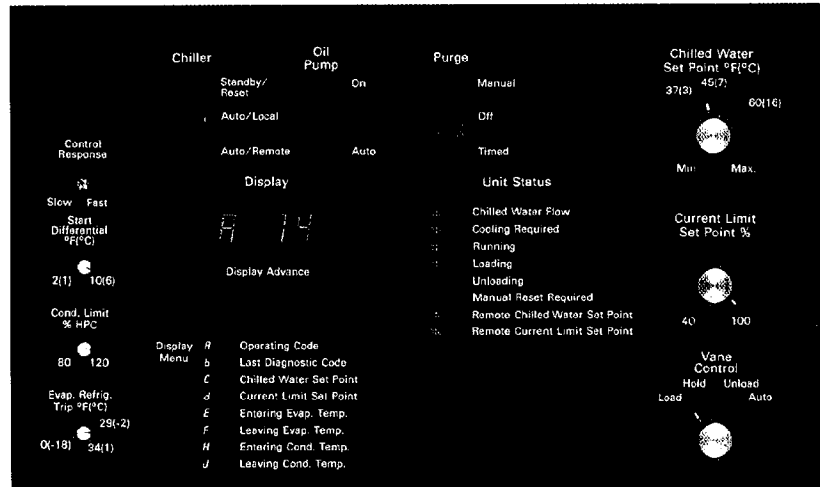 Chiller
Oil Pump
Purge
Standby/ Reset
On
Manual
Auto/Local
Off
Auto/Remote
Auto
Timed
Chilled Water Set Point ºF(ºC)
37(3)
45(7)
60(16)
Min
Max.
Control Response
Slow Fast
Start Differential ºF(ºC)
2(1) 10(6)
Cond. Limit % HPC
80 120
Evap. Refrig. Trip ºF(ºC)
29(-2)
0(-18) 34(1)
Display
A 14
Display Advance
Display Menu
A Operating Code
b Last Diagnostic Code
C Chilled Water Set Point
d Current Limit Set Point
E Entering Evap. Temp.
F Leaving Evap. Temp.
H Entering Cond. Temp.
J Leaving Cond. Temp.
Unit Status
Chilled Water Flow
Cooling Required
Running
Loading
Unloading
Manual Reset Required
Remote Chilled Water Set Point
Remote Current Limit Set Point
Current Limit Set Point %
40 100
Vane Control
Hold Unload
Load Auto